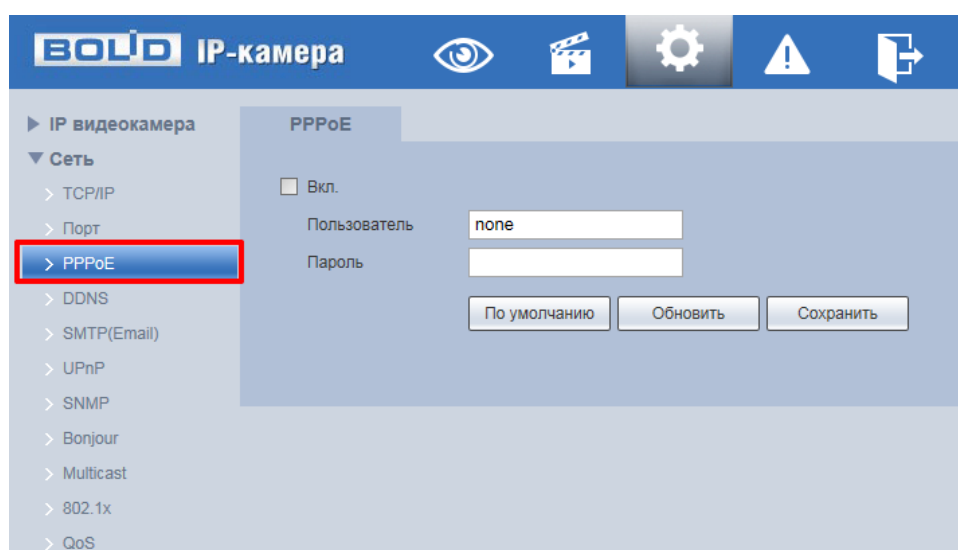 BOLID IP-камера
IP видеокамера
Сеть
TCP/IP
Порт
PPPoE
DDNS
SMTP(Email)
UPnP
SNMP
Bonjour
Multicast
802.1x
QoS
PPPoE
Вкл.
Пользователь none
Пароль
По умолчанию Обновить Сохранить